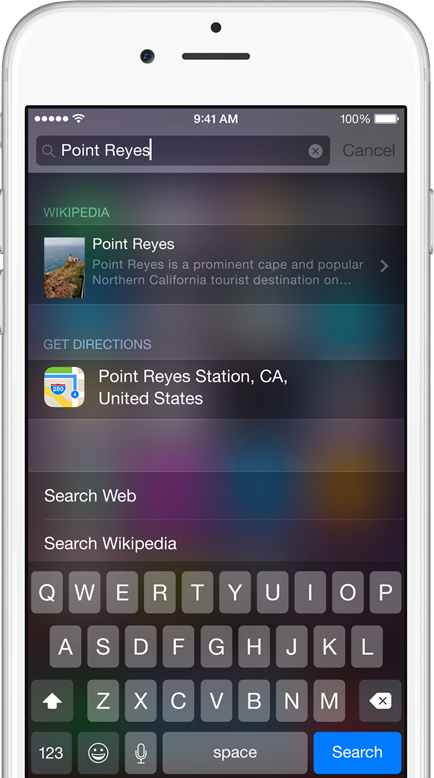 9:41 AM 100%
Point Reyes Cancel
WIKIPEDIA
Point Reyes
Point Reyes is a prominent cape and popular
Northern California tourist destination on...
GET DIRECTIONS
280
Point Reyes Station, CA,
United States
Search Web
Search Wikipedia
Q W E R T Y U I O P
A S D F G H J K L
Z X C V B N M
123 space Search